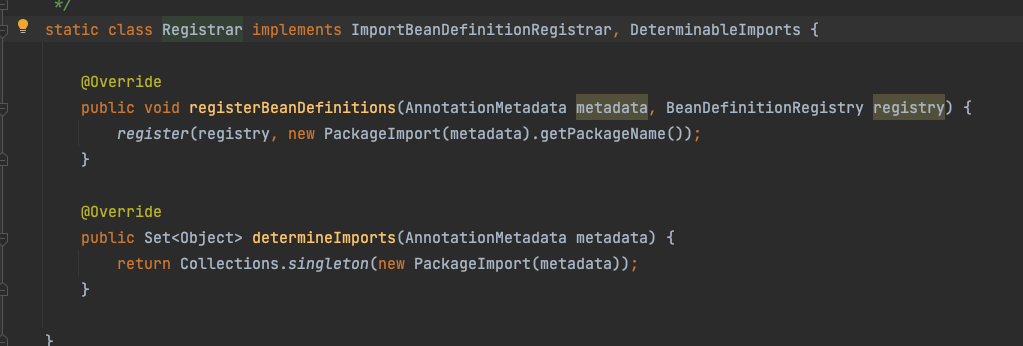 */
static class Registrar implements ImportBeanDefinitionRegistrar, DeterminableImports {
@Override
public void registerBeanDefinitions(AnnotationMetadata metadata, BeanDefinitionRegistry registry) {
register(registry, new PackageImport(metadata).getPackageName());
}
@Override
public Set<Object> determineImports(AnnotationMetadata metadata) {
return Collections.singleton(new PackageImport(metadata));
}
}